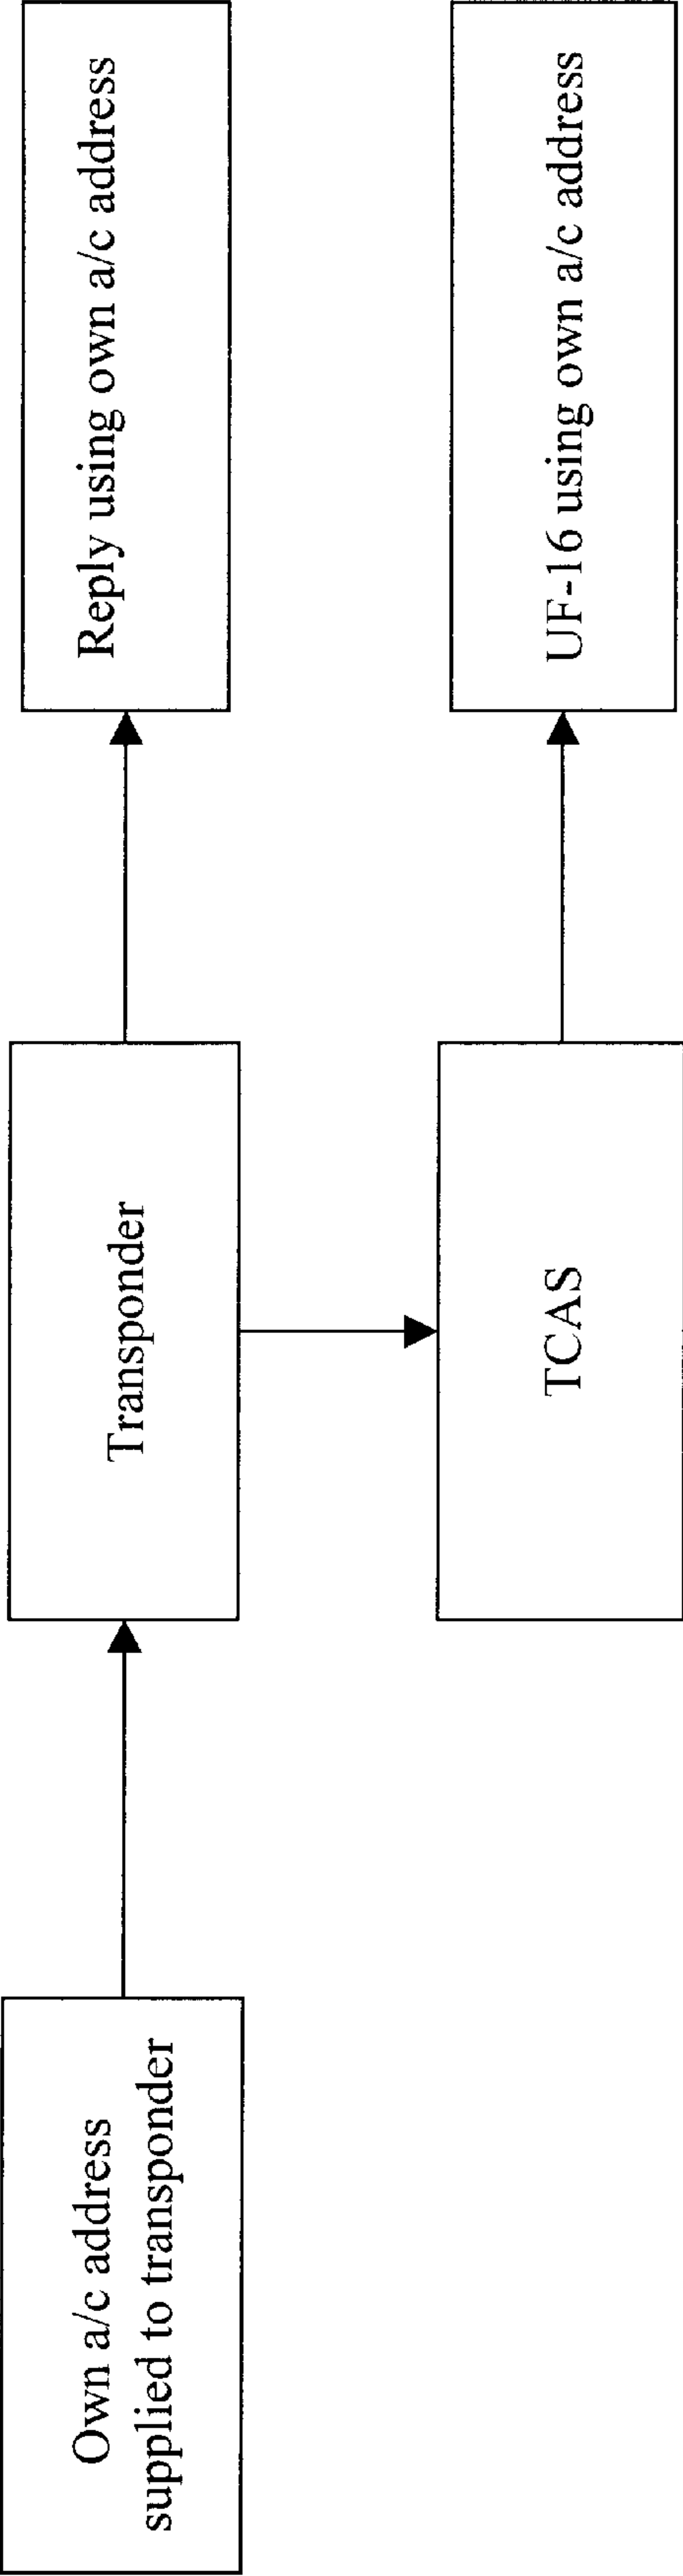 Own a/c address
supplied to transponder
Transponder
Reply using own a/c address
TCAS
UF-16 using own a/c address